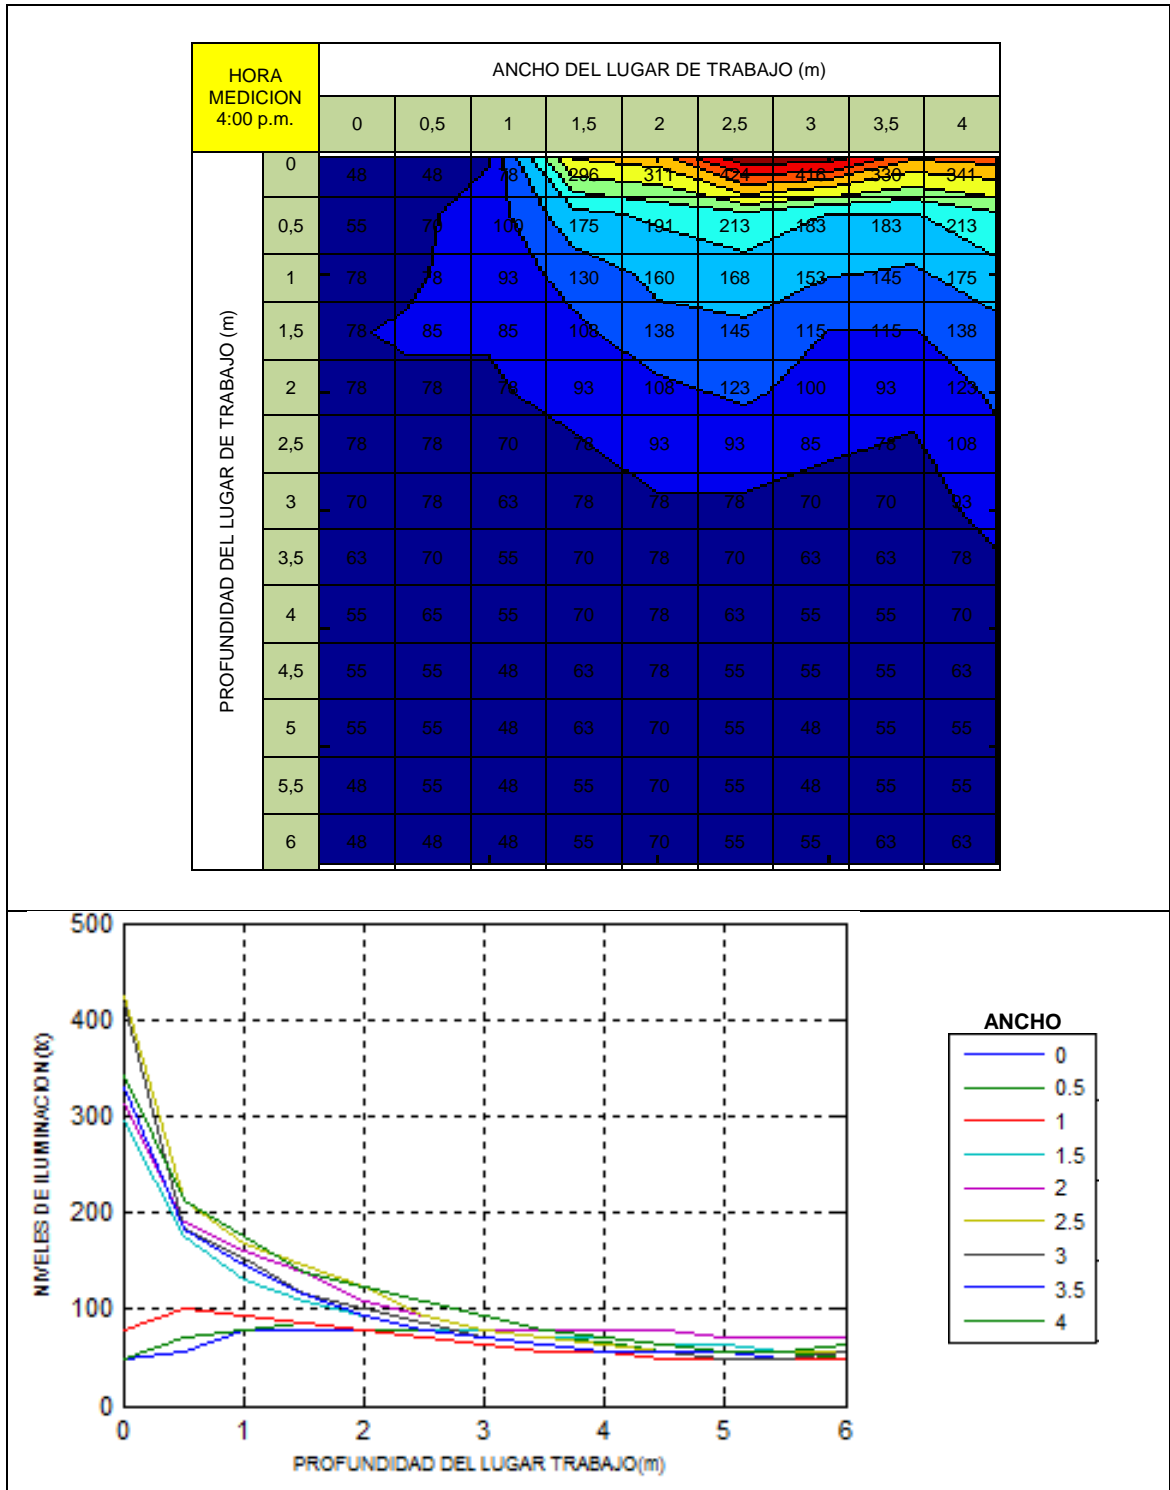 HORA
MEDICION
4:00 p.m.
ANCHO DEL LUGAR DE TRABAJO (m)
0 0,5 1 1,5 2 2,5 3 3,5 4
PROFUNDIDAD DEL LUGAR DE TRABAJO (m)
0 48 48 78 296 311 424 416 330 341
0,5 55 70 100 175 191 213 183 183 213
1 78 78 93 130 160 168 153 145 175
1,5 78 85 85 108 138 145 115 115 138
2 78 78 78 93 108 123 100 93 123
2,5 78 78 70 78 93 93 85 78 108
3 70 78 63 78 78 78 70 70 93
3,5 63 70 55 70 78 70 63 63 78
4 55 65 55 70 78 63 55 55 70
4,5 55 55 48 63 78 55 55 55 63
5 55 55 48 63 70 55 48 55 55
5,5 48 55 48 55 70 55 48 55 55
6 48 48 48 55 70 55 55 63 63
NIVELES DE ILUMINACION(lx)
500
400
300
200
100
0
0 1 2 3 4 5 6
PROFUNDIDAD DEL LUGAR TRABAJO(m)
ANCHO
0
0.5
1
1.5
2
2.5
3
3.5
4